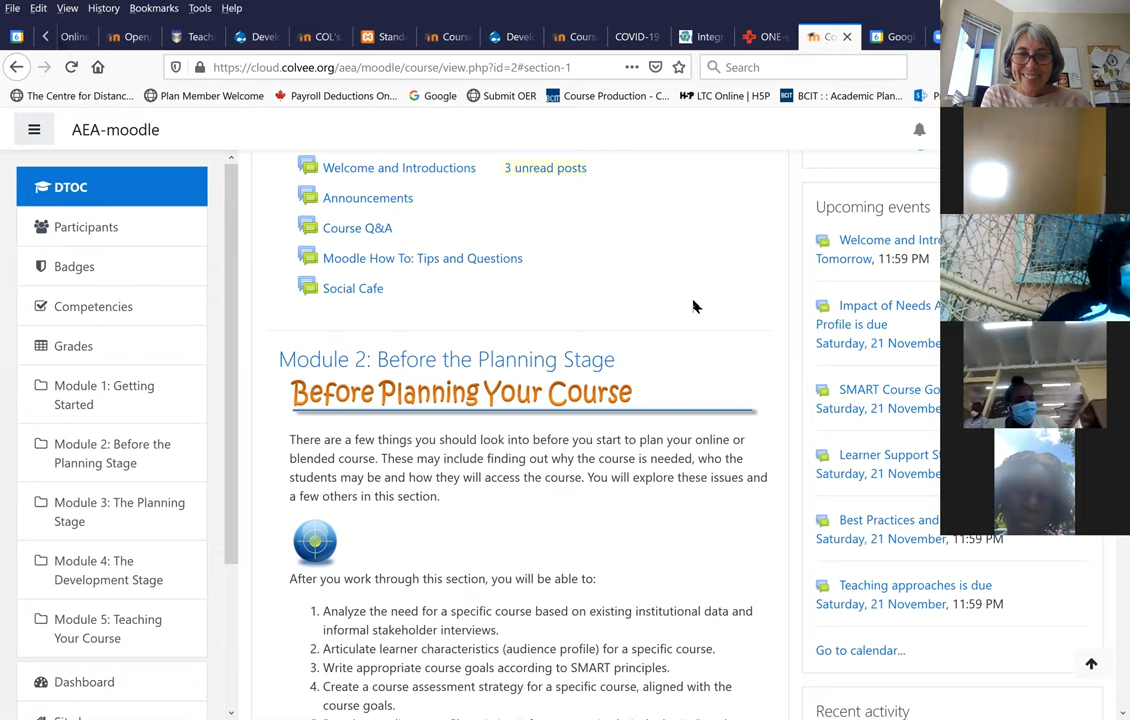 File Edit View History Bookmarks Tools Help
Online Open Teach Devel COL's Stand Course Devel Course COVID-19 Integ ONE- Co Goog
https://cloud.colvee.org/aea/moodle/course/view.php?id=2#section-1 Search
The Centre for Distanc... Plan Member Welcome Payroll Deductions On... Google Submit OER Course Production - C... LTC Online | H5P BCIT : : Academic Plan...
AEA-moodle
DTOC
Participants
Badges
Competencies
Grades
Module 1: Getting
Started
Module 2: Before the
Planning Stage
Module 3: The Planning
Stage
Module 4: The
Development Stage
Module 5: Teaching
Your Course
Dashboard
Welcome and Introductions 3 unread posts
Announcements
Course Q&A
Moodle How To: Tips and Questions
Social Cafe
Module 2: Before the Planning Stage
Before Planning Your Course
There are a few things you should look into before you start to plan your online or
blended course. These may include finding out why the course is needed, who the
students may be and how they will access the course. You will explore these issues and
a few others in this section.
After you work through this section, you will be able to:
1. Analyze the need for a specific course based on existing institutional data and
informal stakeholder interviews.
2. Articulate learner characteristics (audience profile) for a specific course.
3. Write appropriate course goals according to SMART principles.
4. Create a course assessment strategy for a specific course, aligned with the
course goals.
Upcoming events
Welcome and Intro
Tomorrow, 11:59 PM
Impact of Needs A
Profile is due
Saturday, 21 Novembe
SMART Course Go
Saturday, 21 Novembe
Learner Support St
Saturday, 21 Novembe
Best Practices and
Saturday, 21 November, 11:59 PM
Teaching approaches is due
Saturday, 21 November, 11:59 PM
Go to calendar...
Recent activity